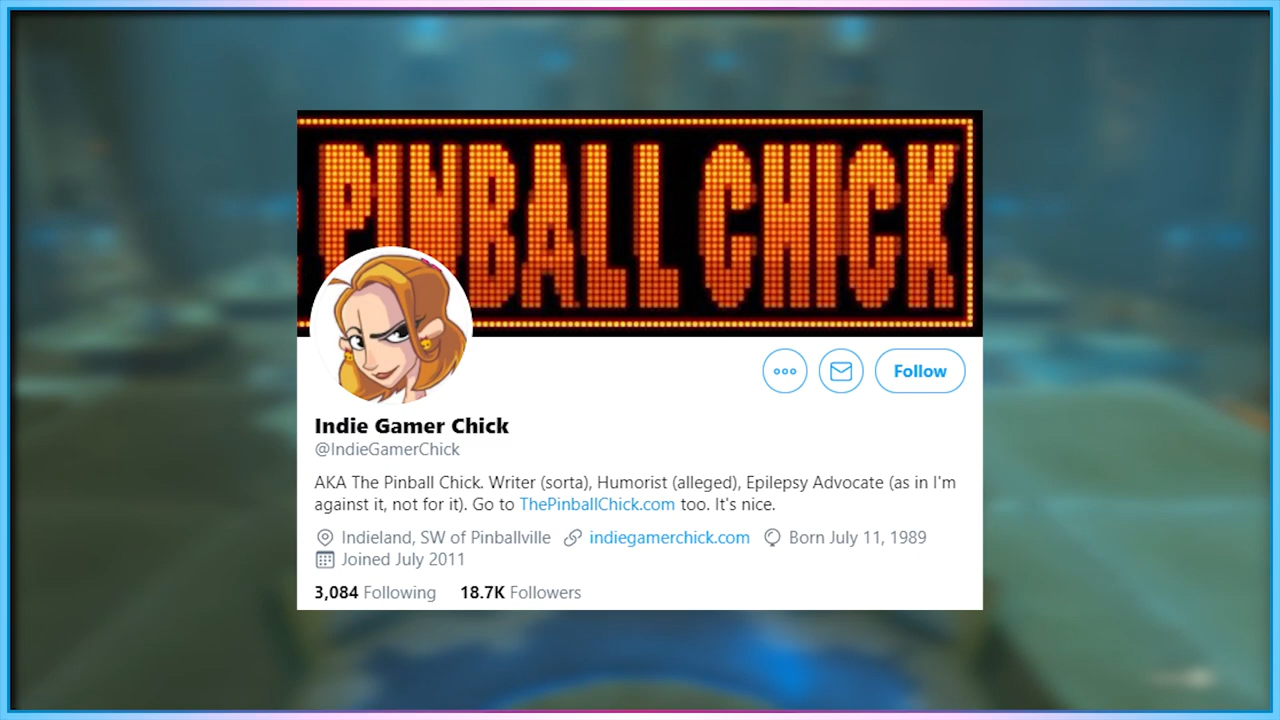 PINBALL CHICK
Follow
Indie Gamer Chick
@IndieGamerChick
AKA The Pinball Chick. Writer (sorta), Humorist (alleged), Epilepsy Advocate (as in I'm
against it, not for it). Go to ThePinballChick.com too. It's nice.
Indieland, SW of Pinballville indiegamerchick.com Born July 11, 1989
Joined July 2011
3,084 Following 18.7K Followers